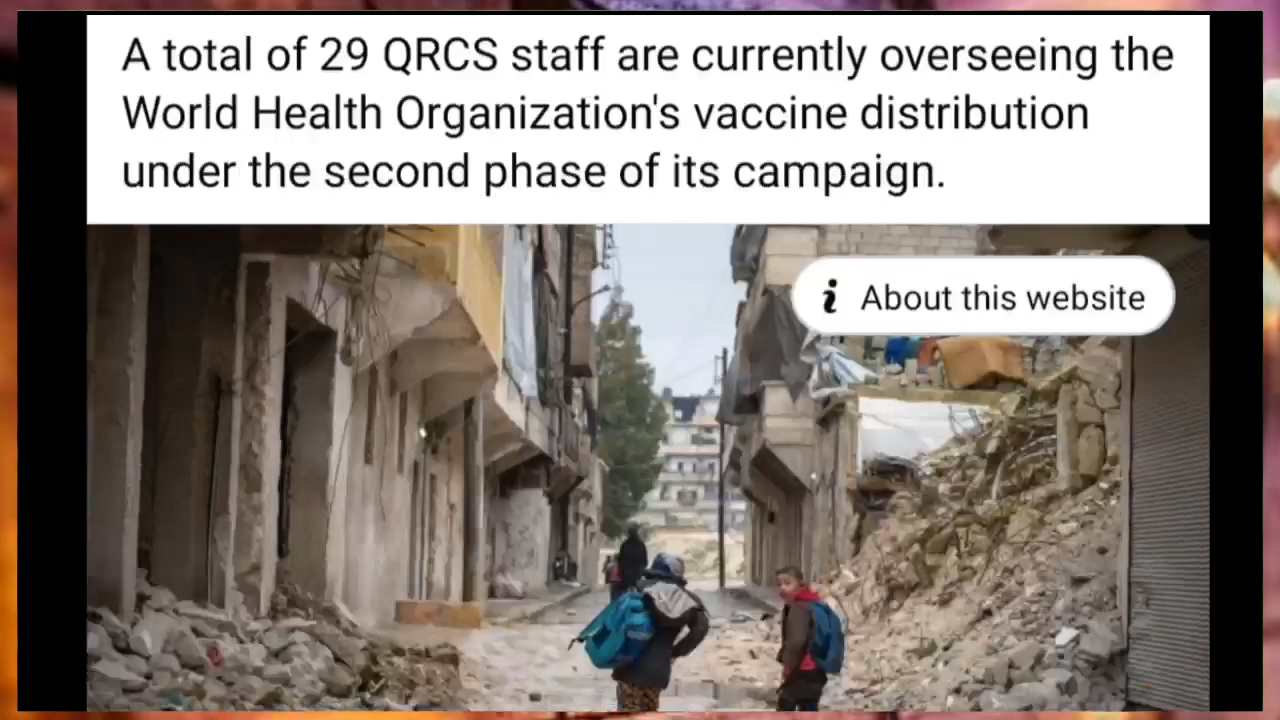 A total of 29 QRCS staff are currently overseeing the
World Health Organization's vaccine distribution
under the second phase of its campaign.
i About this website